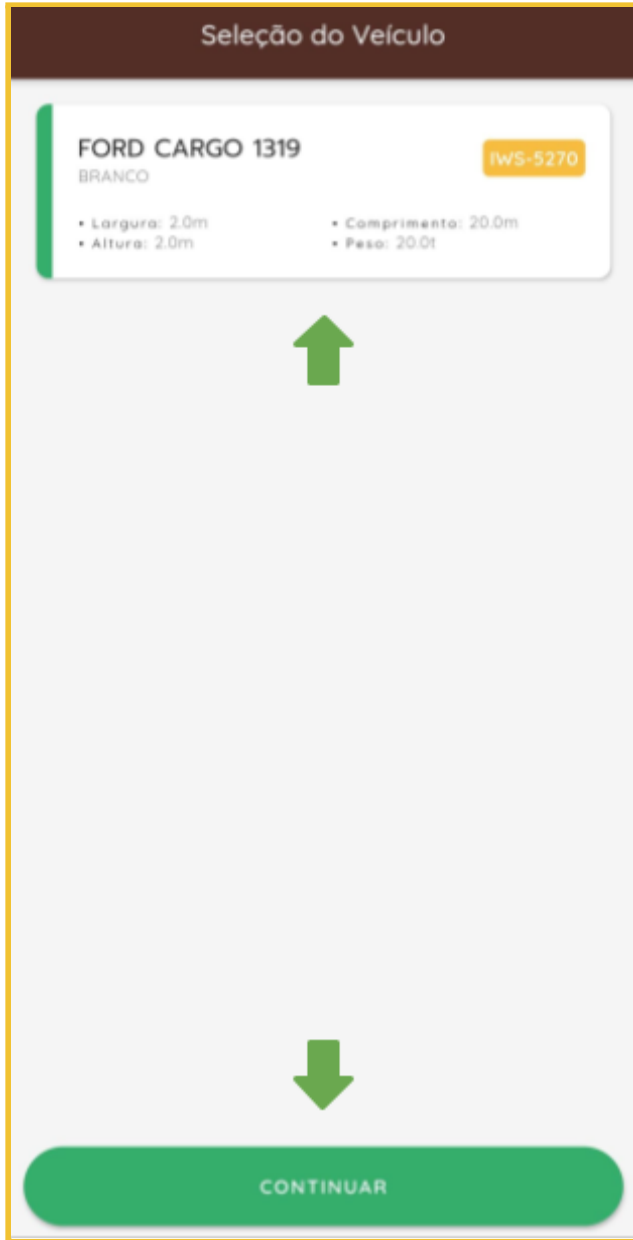 Seleção do Veículo
FORD CARGO 1319
IWS-5270
BRANCO
• Largura: 2.0m
• Comprimento: 20.0m
• Altura: 2.0m
• Peso: 20.0t
CONTINUAR